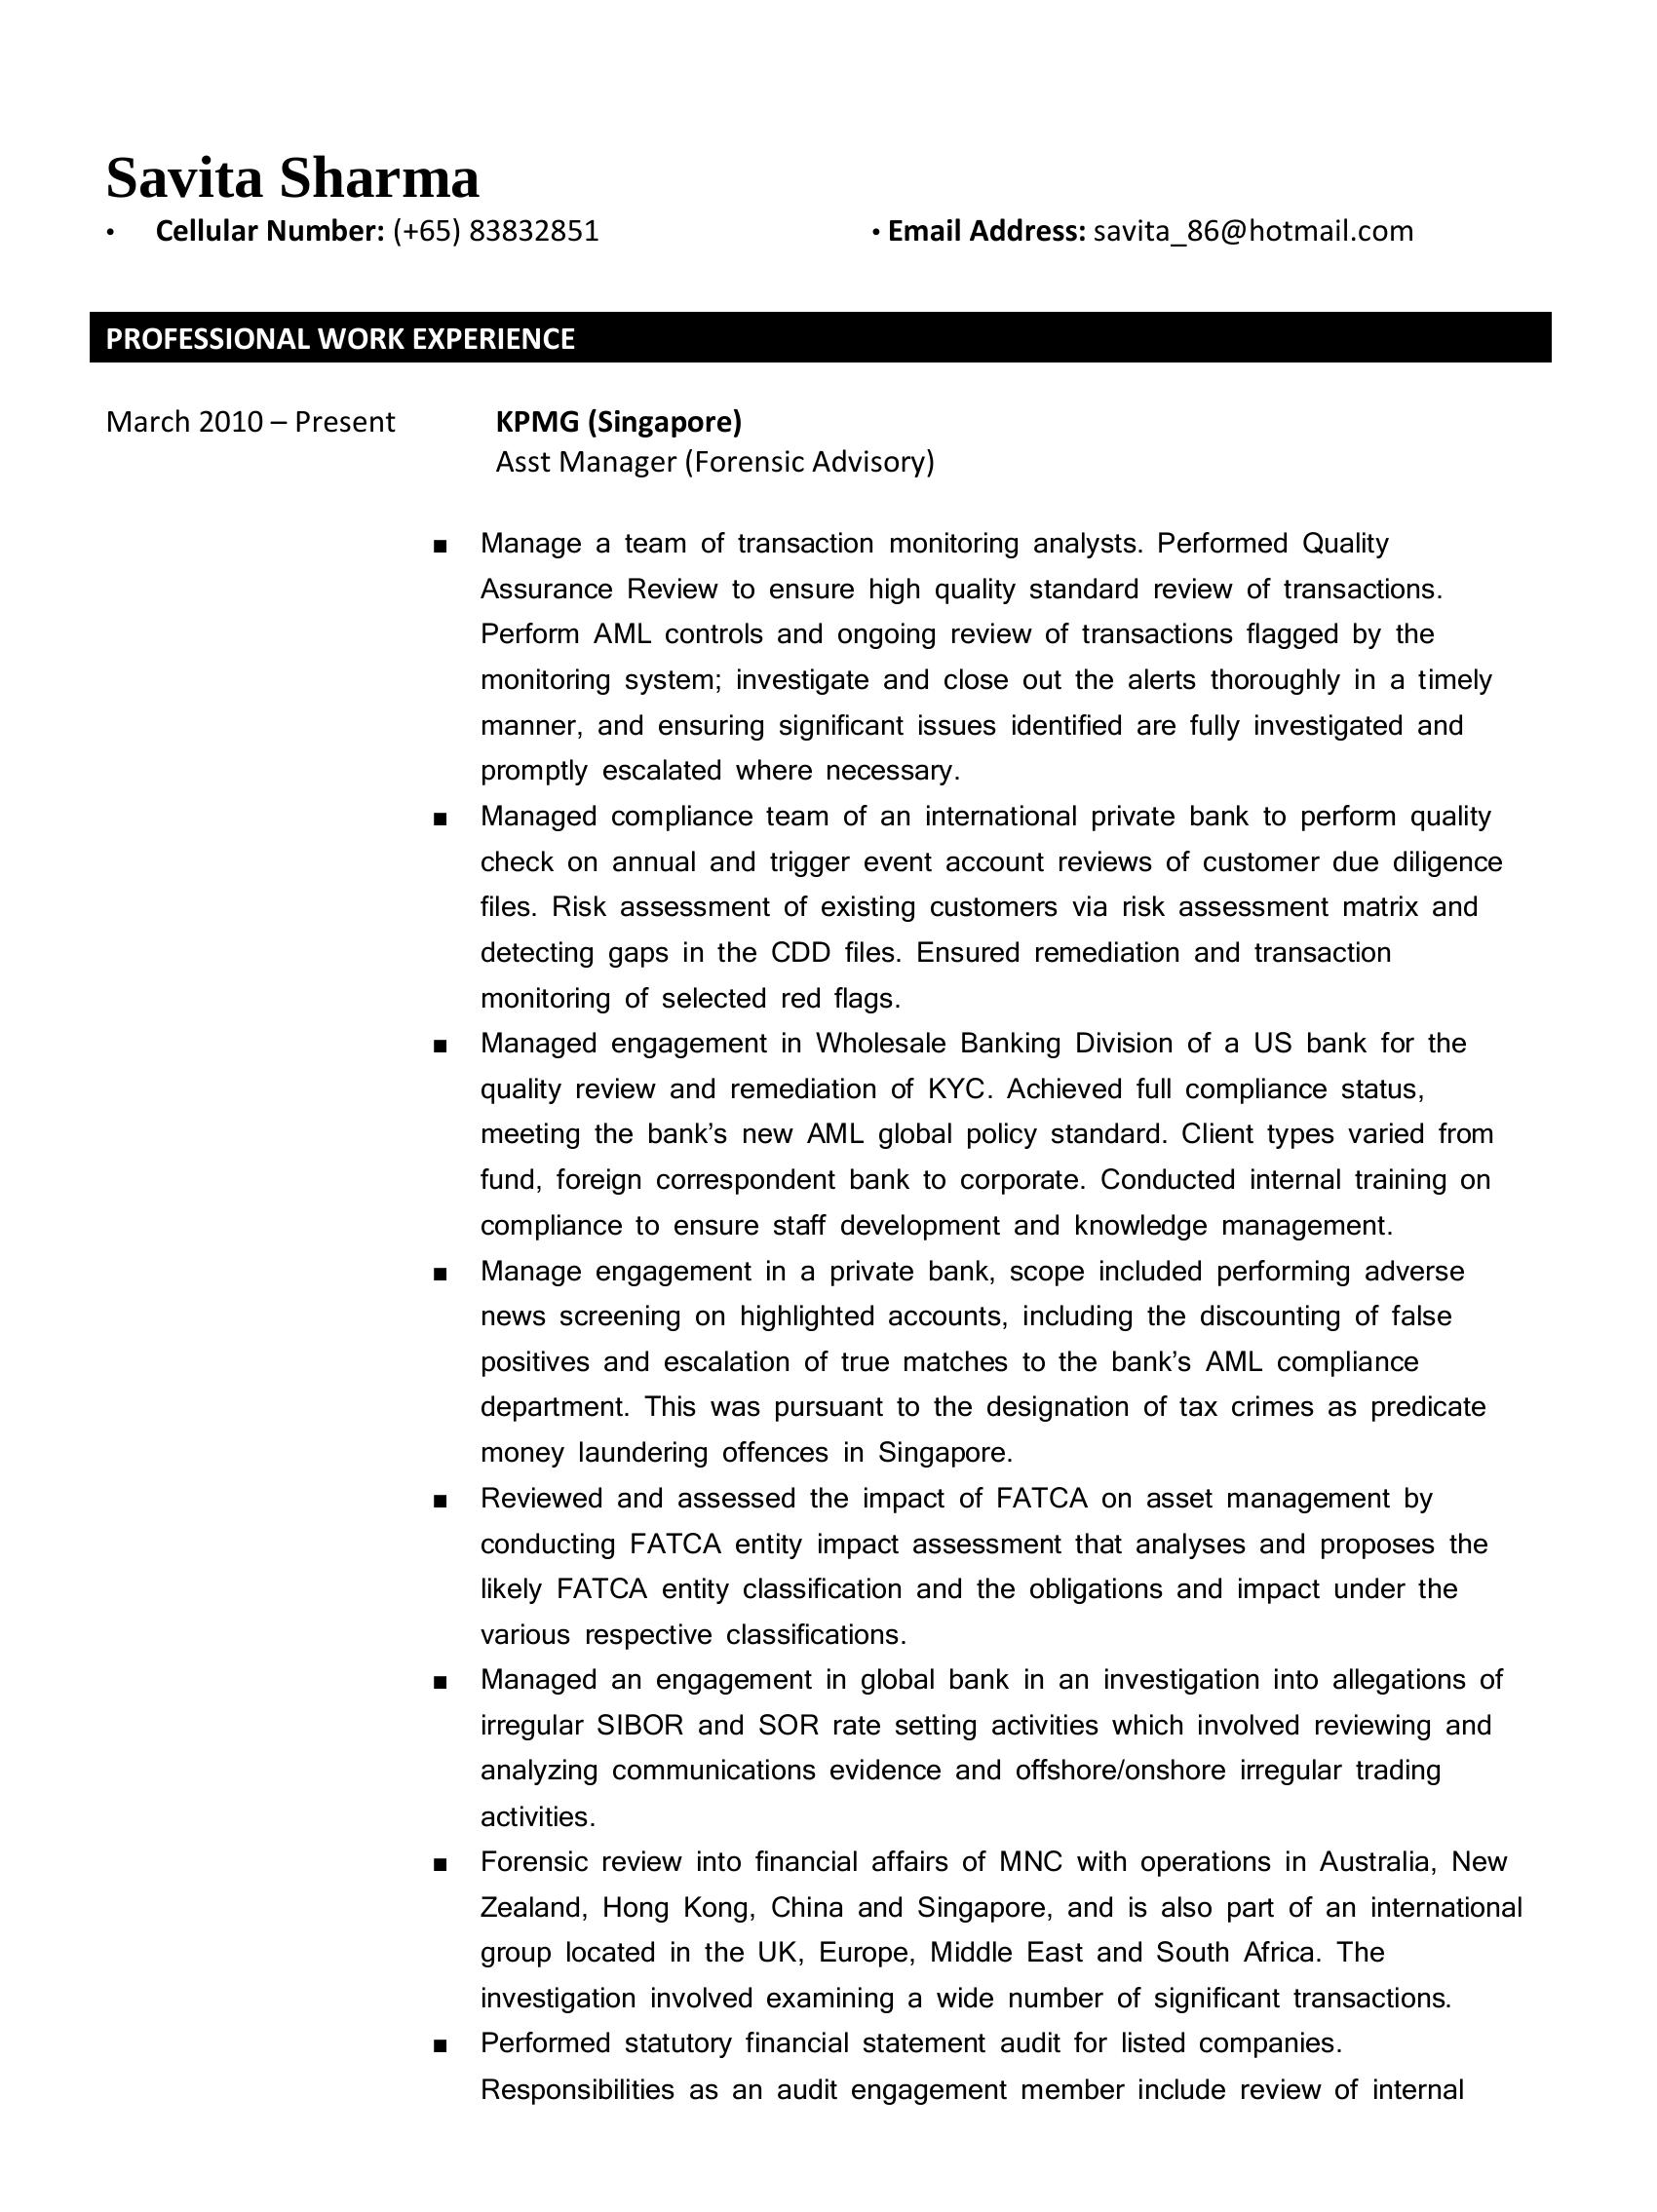 Savita Sharma
• Cellular Number: (+65) 83832851 • Email Address: savita_86@hotmail.com
PROFESSIONAL WORK EXPERIENCE
March 2010 – Present KPMG (Singapore)
Asst Manager (Forensic Advisory)
■ Manage a team of transaction monitoring analysts. Performed Quality
Assurance Review to ensure high quality standard review of transactions.
Perform AML controls and ongoing review of transactions flagged by the
monitoring system; investigate and close out the alerts thoroughly in a timely
manner, and ensuring significant issues identified are fully investigated and
promptly escalated where necessary.
■ Managed compliance team of an international private bank to perform quality
check on annual and trigger event account reviews of customer due diligence
files. Risk assessment of existing customers via risk assessment matrix and
detecting gaps in the CDD files. Ensured remediation and transaction
monitoring of selected red flags.
■ Managed engagement in Wholesale Banking Division of a US bank for the
quality review and remediation of KYC. Achieved full compliance status,
meeting the bank’s new AML global policy standard. Client types varied from
fund, foreign correspondent bank to corporate. Conducted internal training on
compliance to ensure staff development and knowledge management.
■ Manage engagement in a private bank, scope included performing adverse
news screening on highlighted accounts, including the discounting of false
positives and escalation of true matches to the bank’s AML compliance
department. This was pursuant to the designation of tax crimes as predicate
money laundering offences in Singapore.
■ Reviewed and assessed the impact of FATCA on asset management by
conducting FATCA entity impact assessment that analyses and proposes the
likely FATCA entity classification and the obligations and impact under the
various respective classifications.
■ Managed an engagement in global bank in an investigation into allegations of
irregular SIBOR and SOR rate setting activities which involved reviewing and
analyzing communications evidence and offshore/onshore irregular trading
activities.
■ Forensic review into financial affairs of MNC with operations in Australia, New
Zealand, Hong Kong, China and Singapore, and is also part of an international
group located in the UK, Europe, Middle East and South Africa. The
investigation involved examining a wide number of significant transactions.
■ Performed statutory financial statement audit for listed companies.
Responsibilities as an audit engagement member include review of internal